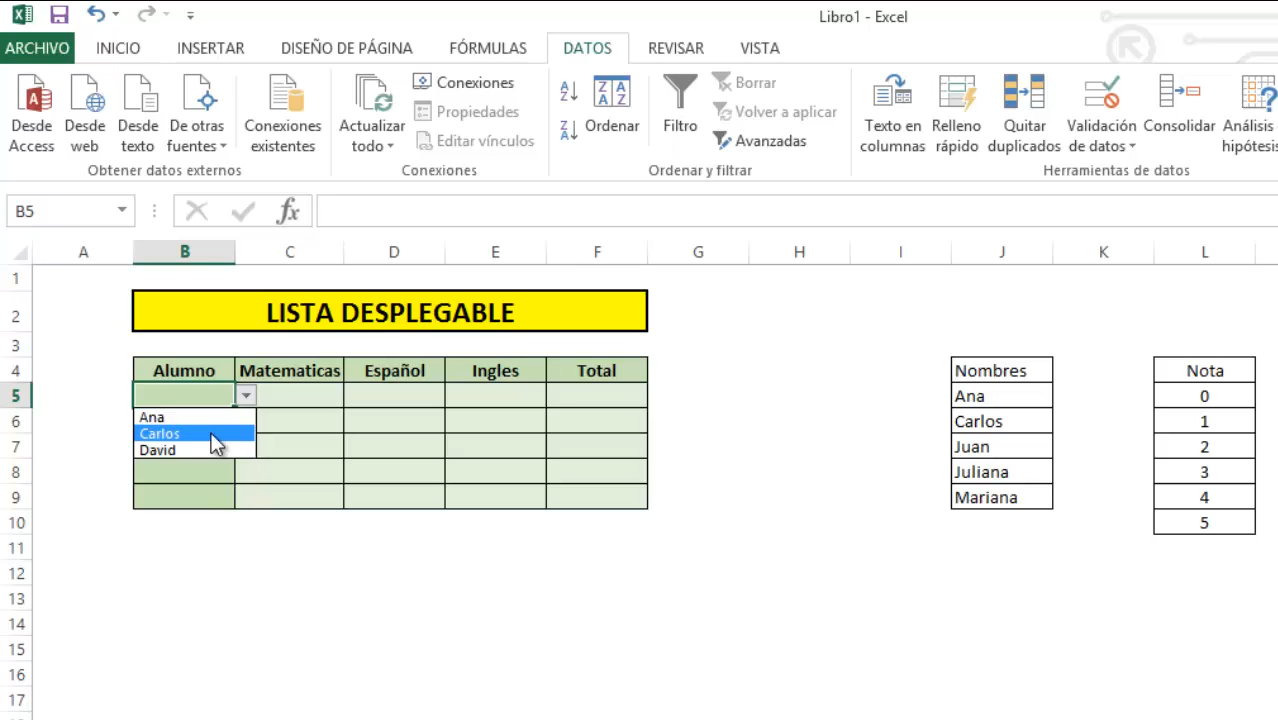 Libro1 - Excel
ARCHIVO INICIO INSERTAR DISEÑO DE PÁGINA FÓRMULAS DATOS REVISAR VISTA
Desde Access
Desde web
Desde texto
De otras fuentes
Conexiones existentes
Obtener datos externos
Actualizar todo
Conexiones
Propiedades
Editar vínculos
Conexiones
Ordenar
Filtro
Borrar
Volver a aplicar
Avanzadas
Ordenar y filtrar
Texto en columnas
Relleno rápido
Quitar duplicados
Validación de datos
Consolidar
Análisis hipótesis
Herramientas de datos
B5 fx
A B C D E F G H I J K L
1
2 LISTA DESPLEGABLE
3
4 Alumno Matematicas Español Ingles Total Nombres Nota
5 Ana 0
Ana
6 Carlos 1
Carlos
7 Juan 2
David
8 Juliana 3
9 Mariana 4
10 5
11
12
13
14
15
16
17